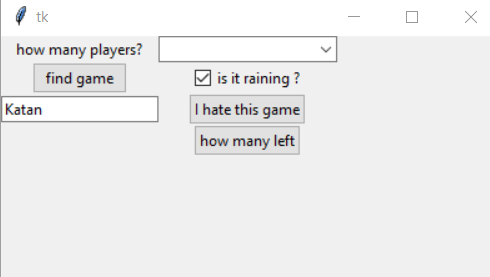 tk
how many players?
find game
is it raining ?
Katan
I hate this game
how many left